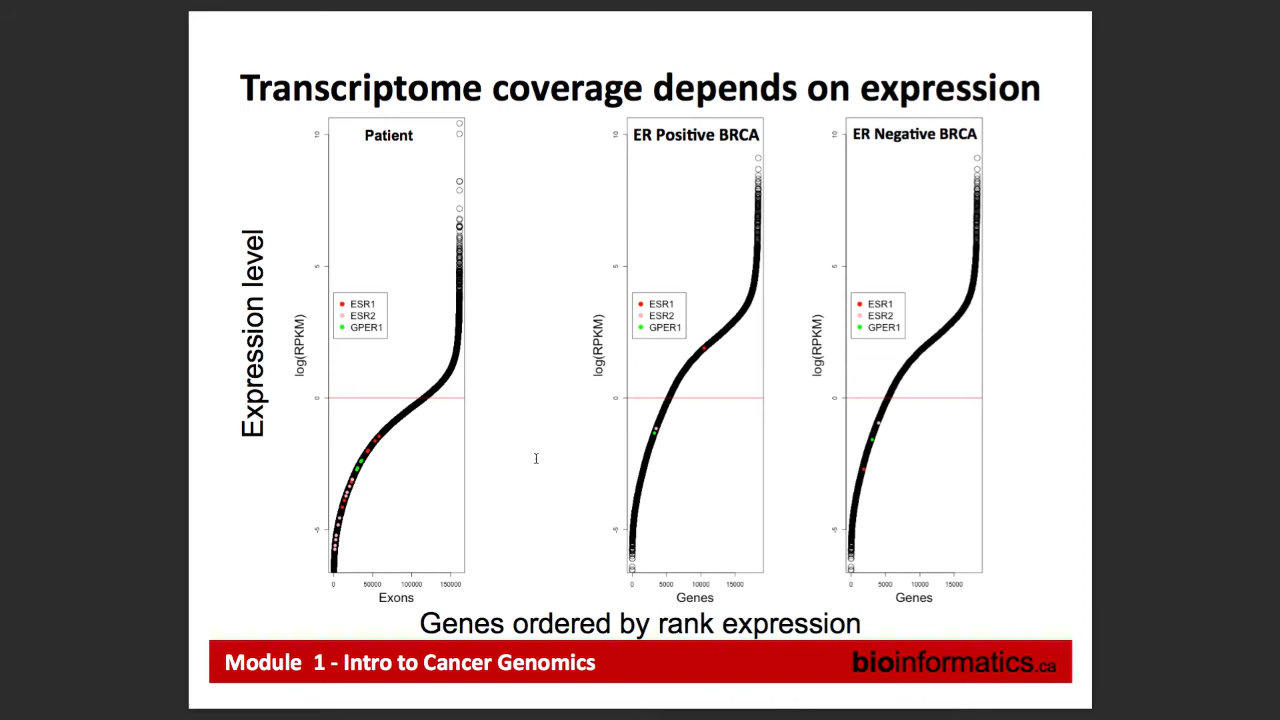 Transcriptome coverage depends on expression
Expression level
Patient
log(RPKM)
10
5
0
-5
ESR1
ESR2
GPER1
0 50000 100000 150000
Exons
ER Positive BRCA
log(RPKM)
10
5
0
-5
ESR1
ESR2
GPER1
0 5000 10000 15000
Genes
ER Negative BRCA
log(RPKM)
10
5
0
-5
ESR1
ESR2
GPER1
0 5000 10000 15000
Genes
Genes ordered by rank expression
Module 1 - Intro to Cancer Genomics
bioinformatics.ca